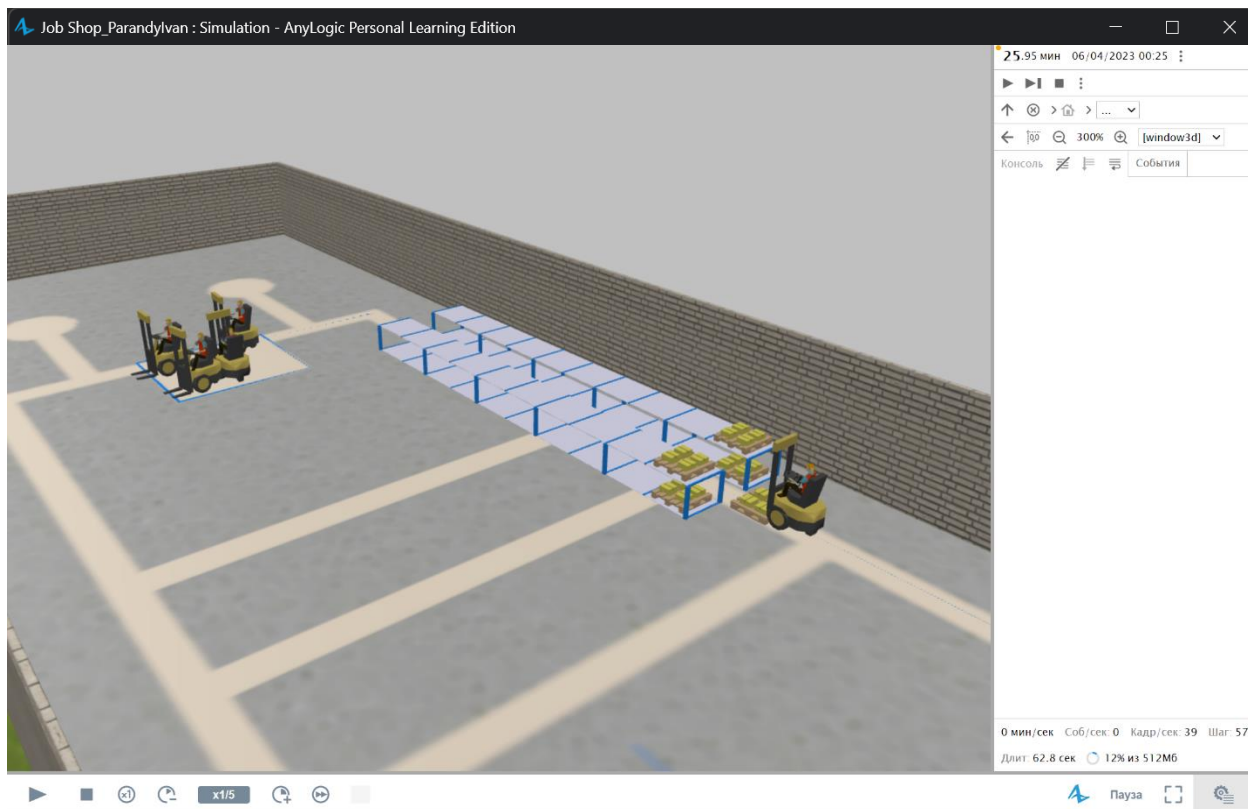 Job Shop_ParandyIvan : Simulation - AnyLogic Personal Learning Edition
25.95 мин 06/04/2023 00:25
...
300% [window3d]
Консоль События
0 мин/сек Соб/сек: 0 Кадр/сек: 39 Шаг: 57
Длит: 62.8 сек 12% из 512Мб
x1 x1/5 Пауза